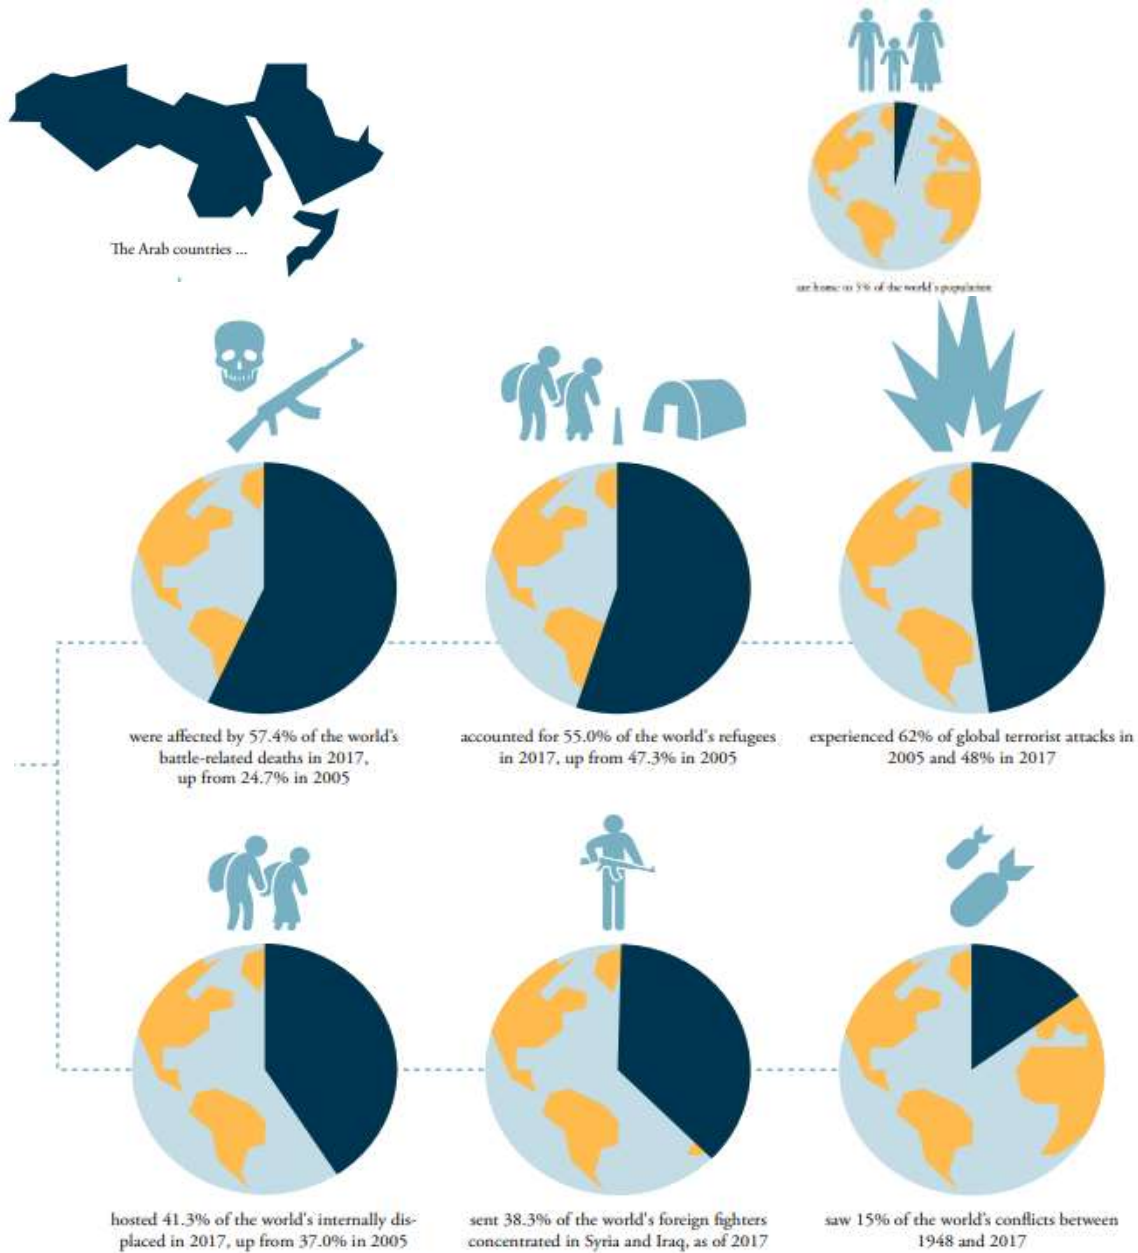 The Arab countries ...
are home to 5% of the world's population
were affected by 57.4% of the world's
battle-related deaths in 2017,
up from 24.7% in 2005
accounted for 55.0% of the world's refugees
in 2017, up from 47.3% in 2005
experienced 62% of global terrorist attacks in
2005 and 48% in 2017
hosted 41.3% of the world's internally dis-
placed in 2017, up from 37.0% in 2005
sent 38.3% of the world's foreign fighters
concentrated in Syria and Iraq, as of 2017
saw 15% of the world's conflicts between
1948 and 2017